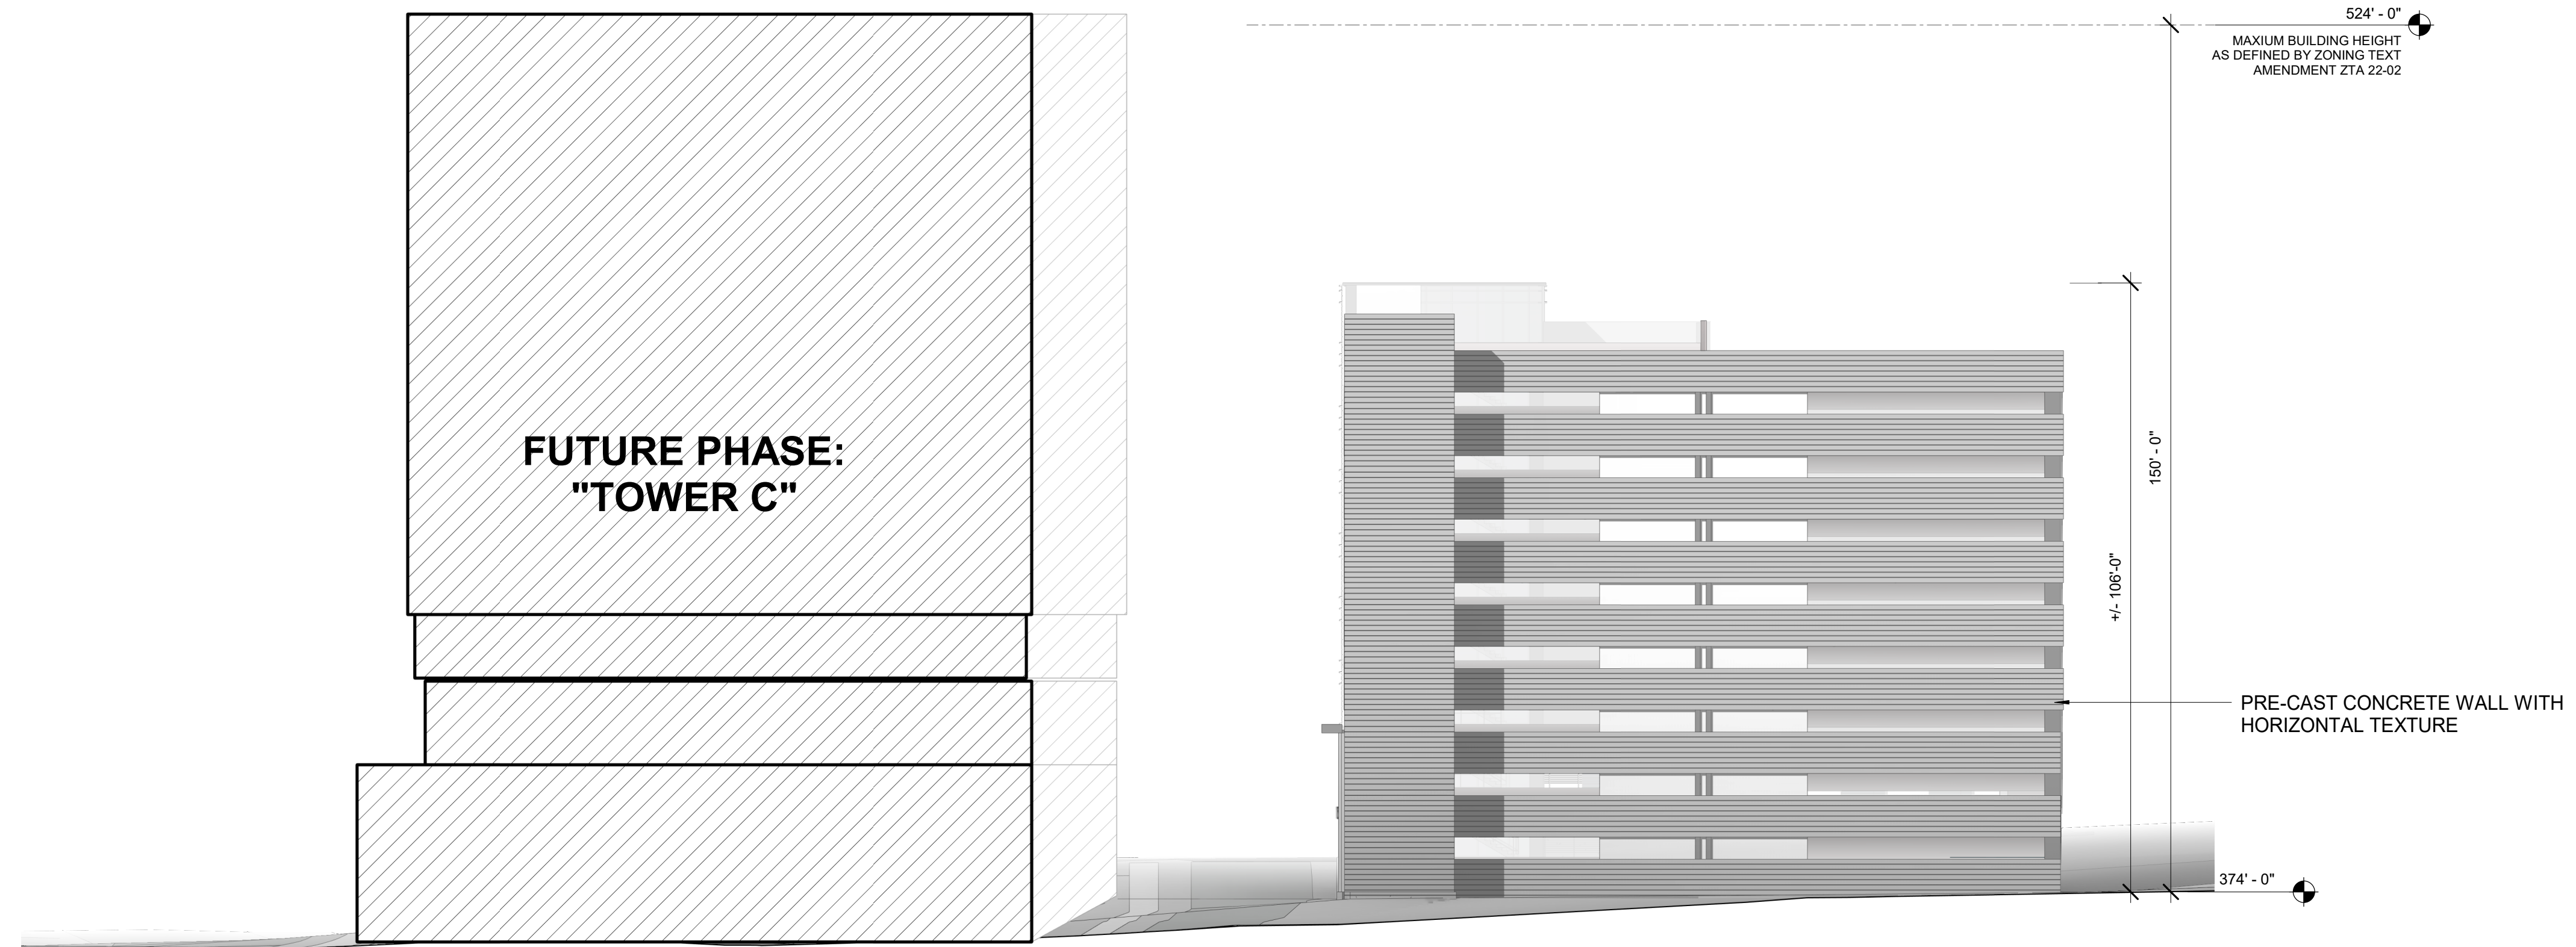 524' - 0"
MAXIUM BUILDING HEIGHT
AS DEFINED BY ZONING TEXT
AMENDMENT ZTA 22-02
FUTURE PHASE:
"TOWER C"
150' - 0"
+/- 106'-0"
PRE-CAST CONCRETE WALL WITH
HORIZONTAL TEXTURE
374' - 0"